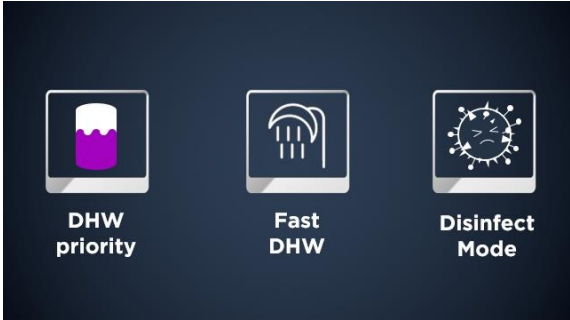 DHW
priority
Fast
DHW
Disinfect
Mode